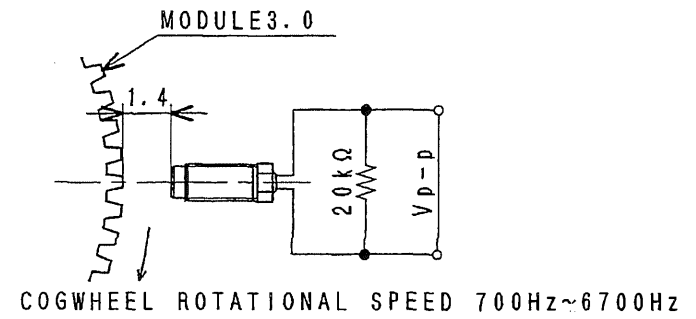 MODULE3.0
1.4
20kΩ
Vp-p
COGWHEEL ROTATIONAL SPEED 700Hz~6700Hz